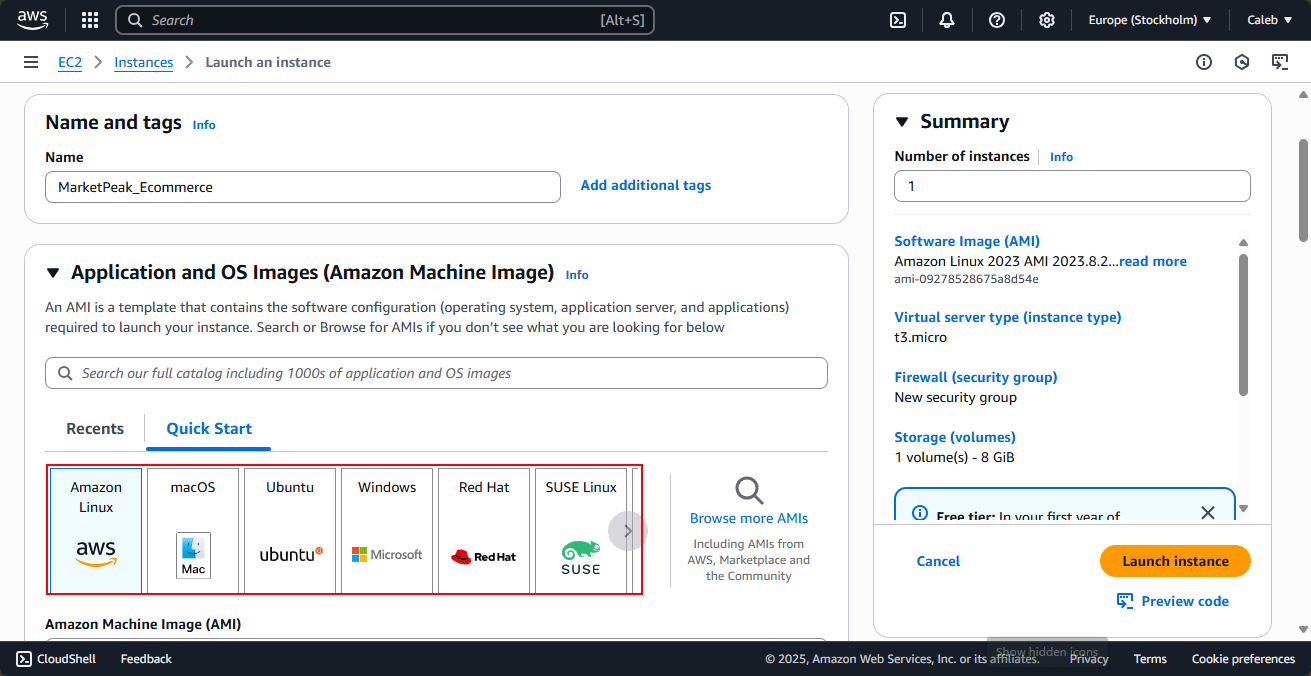 aws
Search [Alt+S]
Europe (Stockholm)
Caleb
EC2 Instances Launch an instance
Name and tags Info
Name
MarketPeak_Ecommerce
Add additional tags
Application and OS Images (Amazon Machine Image) Info
An AMI is a template that contains the software configuration (operating system, application server, and applications)
required to launch your instance. Search or Browse for AMIs if you don't see what you are looking for below
Search our full catalog including 1000s of application and OS images
Recents
Quick Start
Amazon
Linux
aws
macOS
Mac
Ubuntu
ubuntu
Windows
Microsoft
Red Hat
Red Hat
SUSE Linux
SUSE
Browse more AMIs
Including AMIs from
AWS, Marketplace and
the Community
Amazon Machine Image (AMI)
Summary
Number of instances Info
1
Software Image (AMI)
Amazon Linux 2023 AMI 2023.8.2...read more
ami-09278528675a8d54e
Virtual server type (instance type)
t3.micro
Firewall (security group)
New security group
Storage (volumes)
1 volume(s) - 8 GiB
Free tier: In your first year of
Cancel
Launch instance
Preview code
Show hidden icons
CloudShell
Feedback
© 2025, Amazon Web Services, Inc. or its affiliates.
Privacy
Terms
Cookie preferences